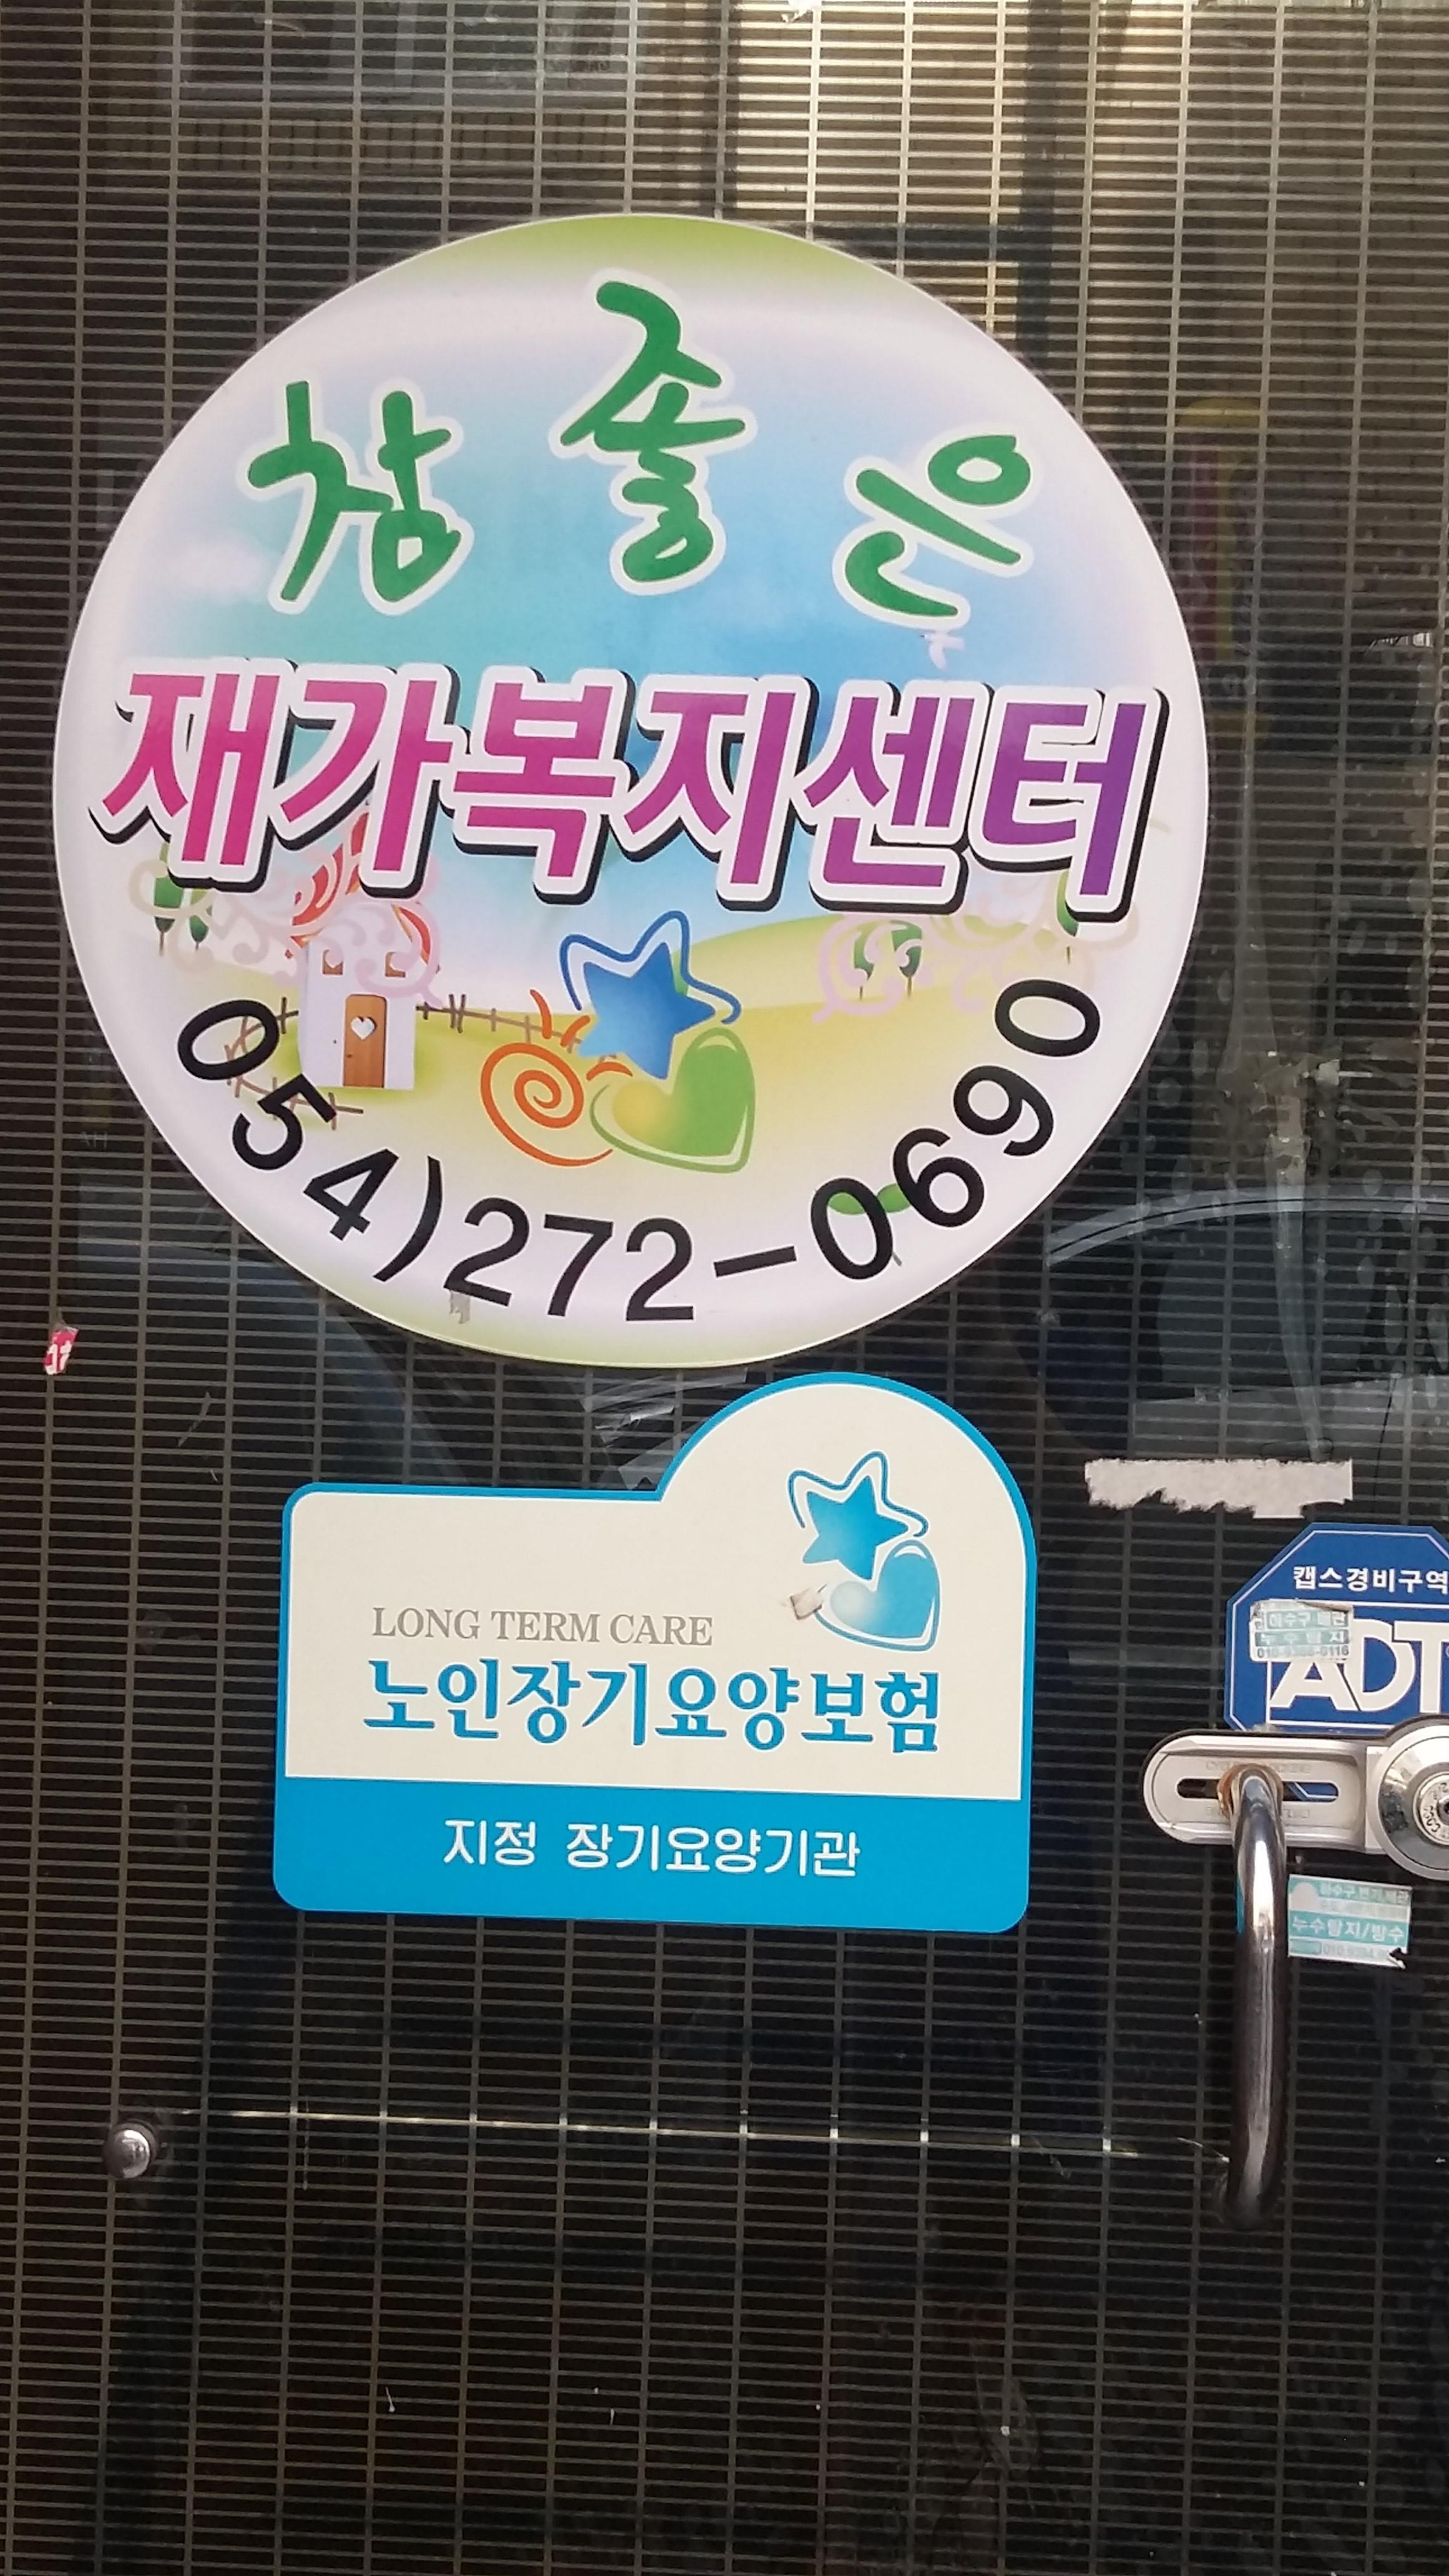 참 좋은
재가복지센터
054)272-0690
LONG TERM CARE
노인장기요양보험
지정 장기요양기관
캡스경비구역
ADT
누수탐지/방수